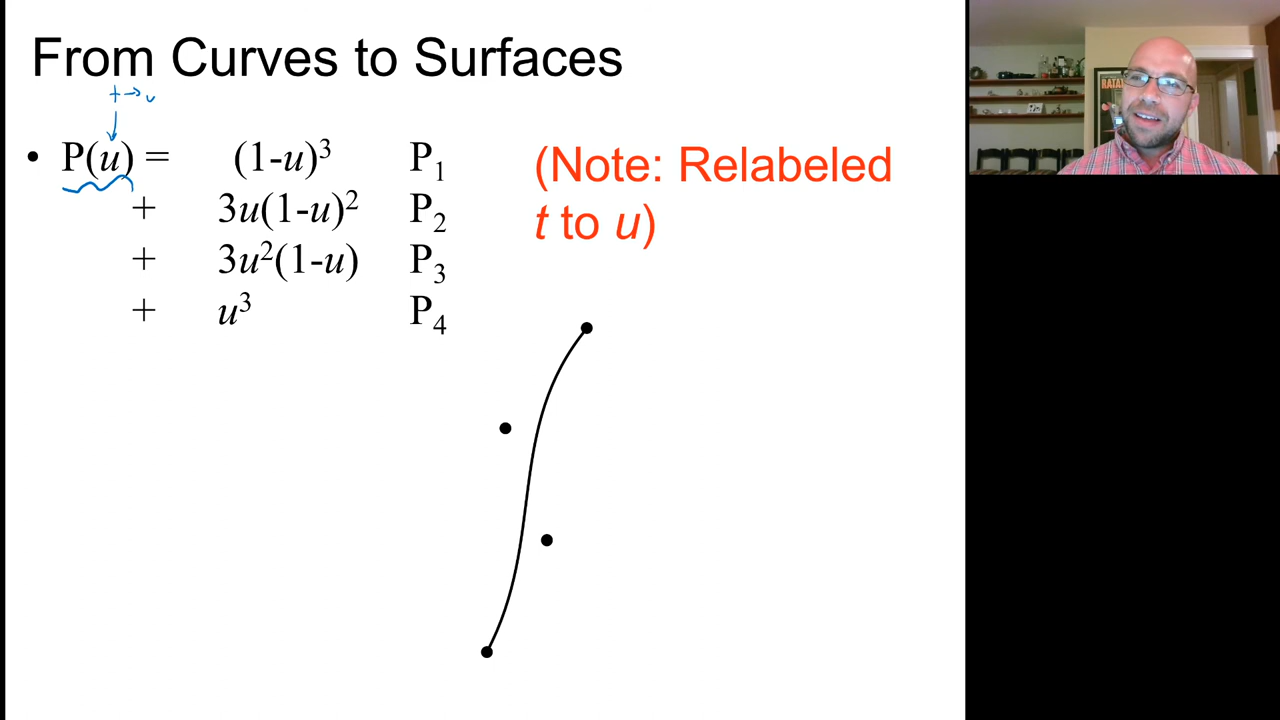 From Curves to Surfaces
t → u
• P(u) = (1-u)³ P₁
+ 3u(1-u)² P₂
+ 3u²(1-u) P₃
+ u³ P₄
(Note: Relabeled
t to u)